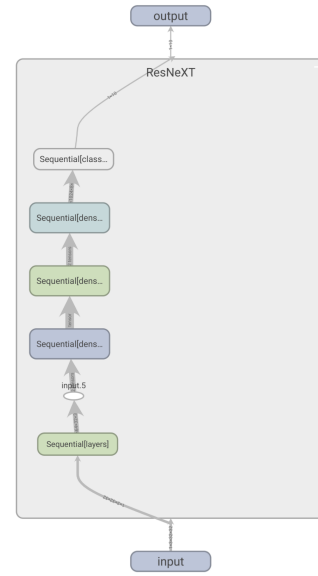 output
ResNeXT
Sequential[class...
Sequential[dens...
Sequential[dens...
Sequential[dens...
input.5
Sequential[layers]
input